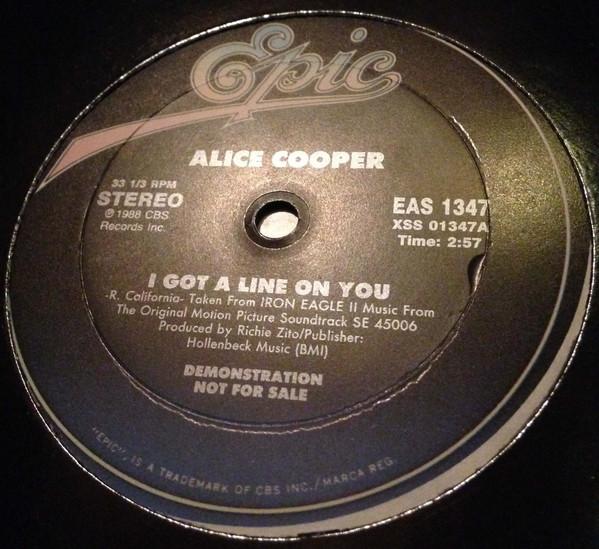 Epic
ALICE COOPER
33 1/3 RPM
STEREO
℗ 1988 CBS
Records Inc.
EAS 1347
XSS 01347A
Time: 2:57
I GOT A LINE ON YOU
-R. California- Taken From IRON EAGLE II Music From
The Original Motion Picture Soundtrack SE 45006
Produced by Richie Zito/Publisher:
Hollenbeck Music (BMI)
DEMONSTRATION
NOT FOR SALE
"EPIC", IS A TRADEMARK OF CBS INC./MARCA REG.